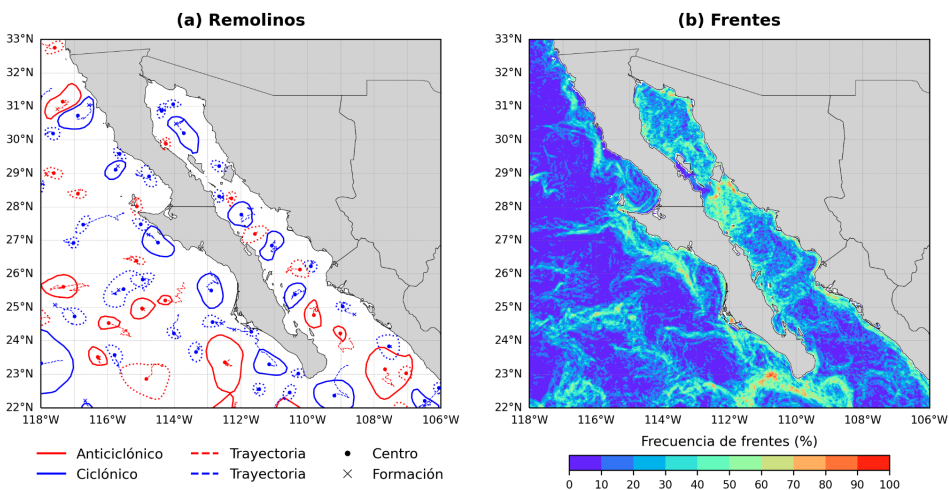 (a) Remolinos
33°N
32°N
31°N
30°N
29°N
28°N
27°N
26°N
25°N
24°N
23°N
22°N
118°W 116°W 114°W 112°W 110°W 108°W 106°W
Anticiclónico Trayectoria Centro
Ciclónico Trayectoria Formación
(b) Frentes
33°N
32°N
31°N
30°N
29°N
28°N
27°N
26°N
25°N
24°N
23°N
22°N
118°W 116°W 114°W 112°W 110°W 108°W 106°W
Frecuencia de frentes (%)
0 10 20 30 40 50 60 70 80 90 100